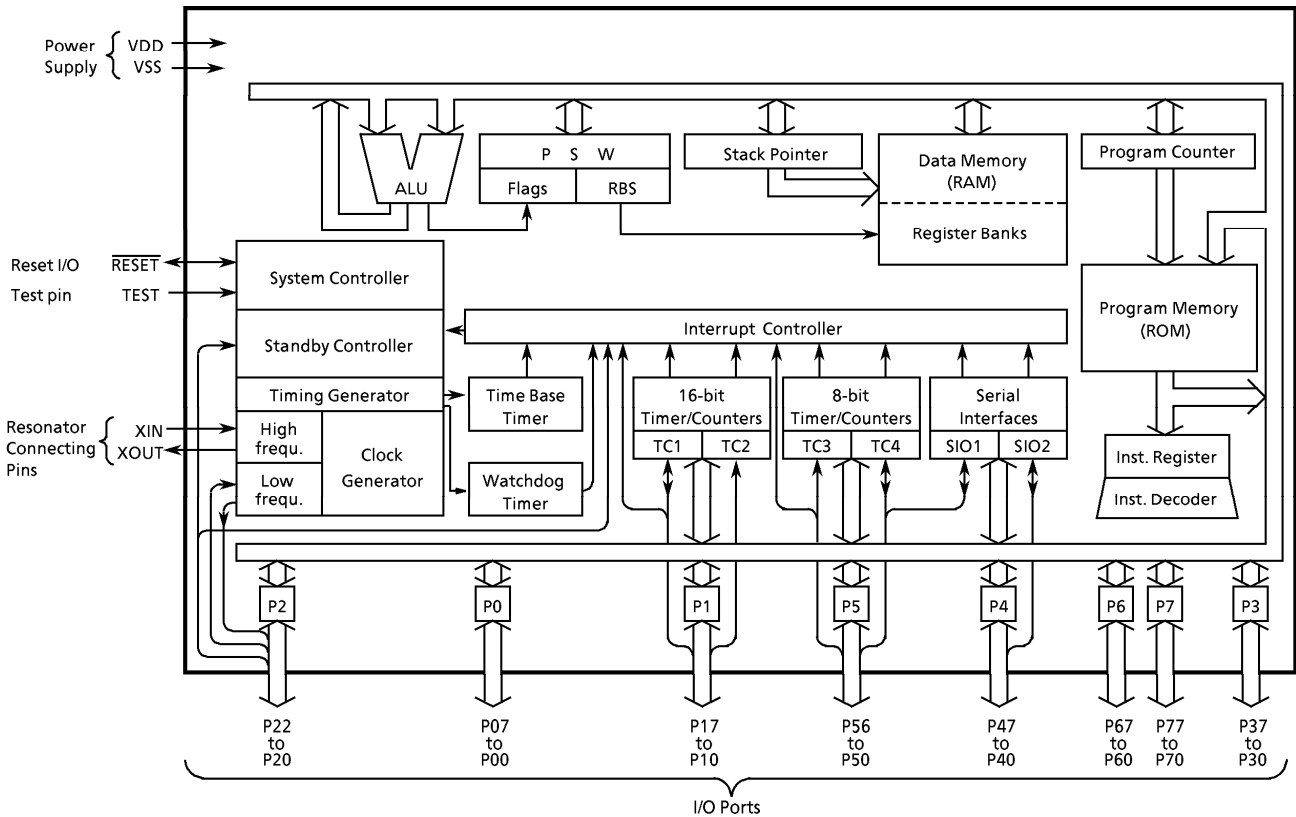 Power
Supply
VDD
VSS
P S W
Flags
RBS
ALU
Stack Pointer
Data Memory
(RAM)
Register Banks
Program Counter
Reset I/O
RESET
Test pin
TEST
System Controller
Standby Controller
Timing Generator
High
frequ.
Low
frequ.
Clock
Generator
Resonator
Connecting
Pins
XIN
XOUT
Interrupt Controller
Time Base
Timer
Watchdog
Timer
16-bit
Timer/Counters
TC1
TC2
8-bit
Timer/Counters
TC3
TC4
Serial
Interfaces
SIO1
SIO2
Program Memory
(ROM)
Inst. Register
Inst. Decoder
P2
P0
P1
P5
P4
P6
P7
P3
P22
to
P20
P07
to
P00
P17
to
P10
P56
to
P50
P47
to
P40
P67
to
P60
P77
to
P70
P37
to
P30
I/O Ports